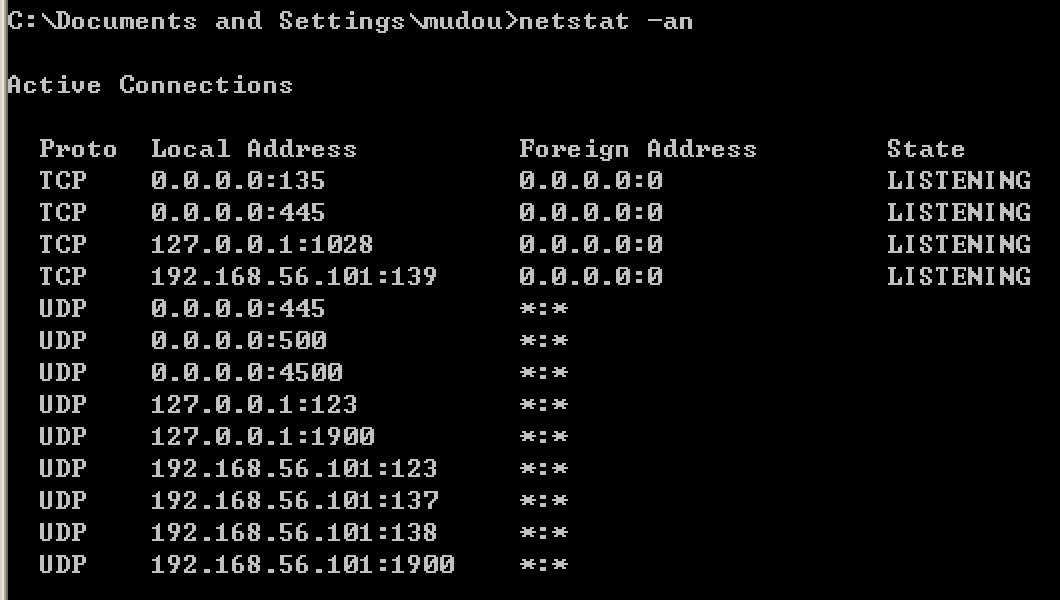 C:\Documents and Settings\mudou>netstat -an
Active Connections
Proto  Local Address          Foreign Address        State
TCP    0.0.0.0:135            0.0.0.0:0              LISTENING
TCP    0.0.0.0:445            0.0.0.0:0              LISTENING
TCP    127.0.0.1:1028         0.0.0.0:0              LISTENING
TCP    192.168.56.101:139     0.0.0.0:0              LISTENING
UDP    0.0.0.0:445            *:*
UDP    0.0.0.0:500            *:*
UDP    0.0.0.0:4500           *:*
UDP    127.0.0.1:123          *:*
UDP    127.0.0.1:1900         *:*
UDP    192.168.56.101:123     *:*
UDP    192.168.56.101:137     *:*
UDP    192.168.56.101:138     *:*
UDP    192.168.56.101:1900    *:*